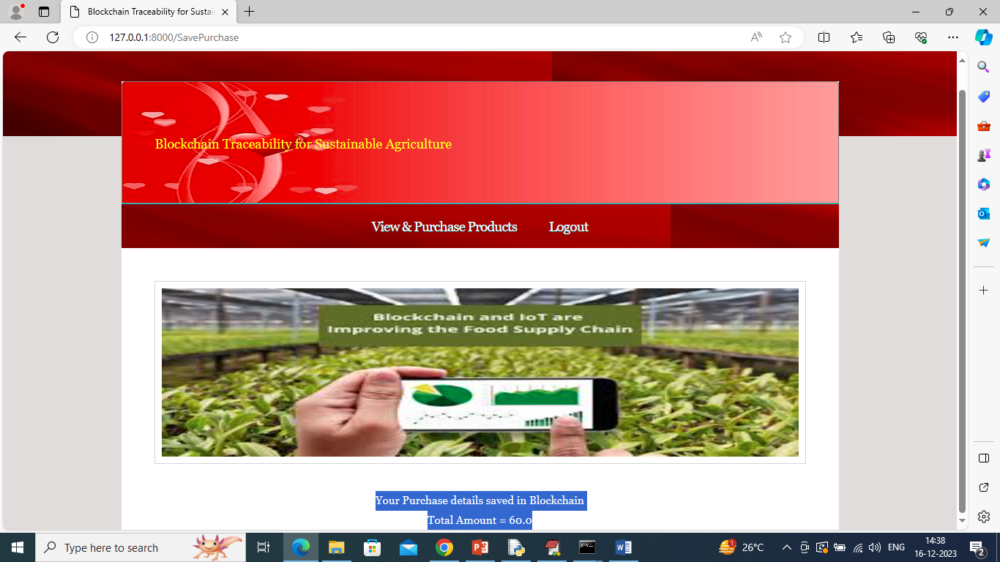 Blockchain Traceability for Sustai
127.0.0.1:8000/SavePurchase
Blockchain Traceability for Sustainable Agriculture
View & Purchase Products
Logout
Blockchain and IoT are
Improving the Food Supply Chain
Your Purchase details saved in Blockchain
Total Amount = 60.0
Type here to search
1
26°C
ENG
14:38
16-12-2023
2